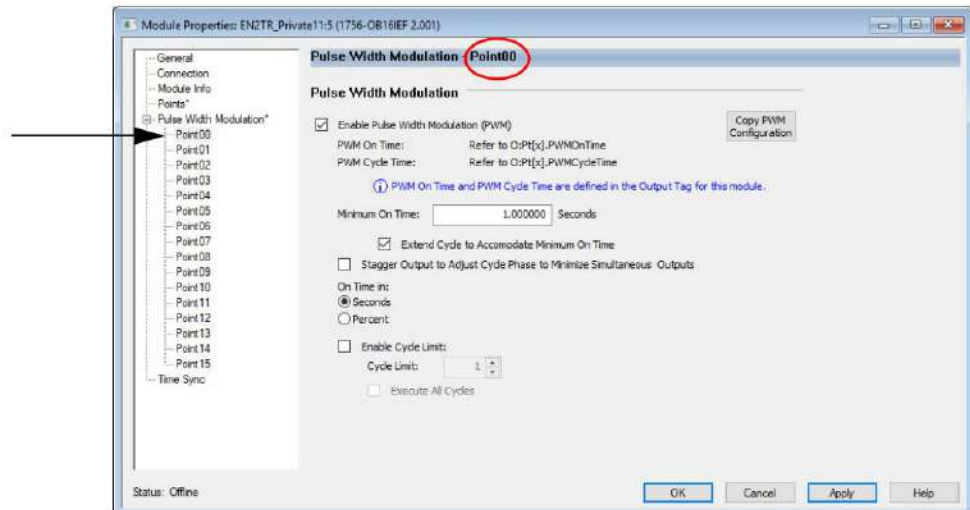 Module Properties: EN2TR_Private11:5 (1756-OB16IEF 2.001)
General
Connection
Module Info
Points*
Pulse Width Modulation*
Point00
Point01
Point02
Point03
Point04
Point05
Point06
Point07
Point08
Point09
Point10
Point11
Point12
Point13
Point14
Point15
Time Sync
Pulse Width Modulation - Point00
Pulse Width Modulation
Enable Pulse Width Modulation (PWM)
Copy PWM
Configuration
PWM On Time: Refer to O:Pt[x].PWMOnTime
PWM Cycle Time: Refer to O:Pt[x].PWMCycleTime
PWM On Time and PWM Cycle Time are defined in the Output Tag for this module.
Minimum On Time: 1.000000 Seconds
Extend Cycle to Accomodate Minimum On Time
Stagger Output to Adjust Cycle Phase to Minimize Simultaneous Outputs
On Time in:
Seconds
Percent
Enable Cycle Limit:
Cycle Limit: 1
Execute All Cycles
Status: Offline
OK Cancel Apply Help